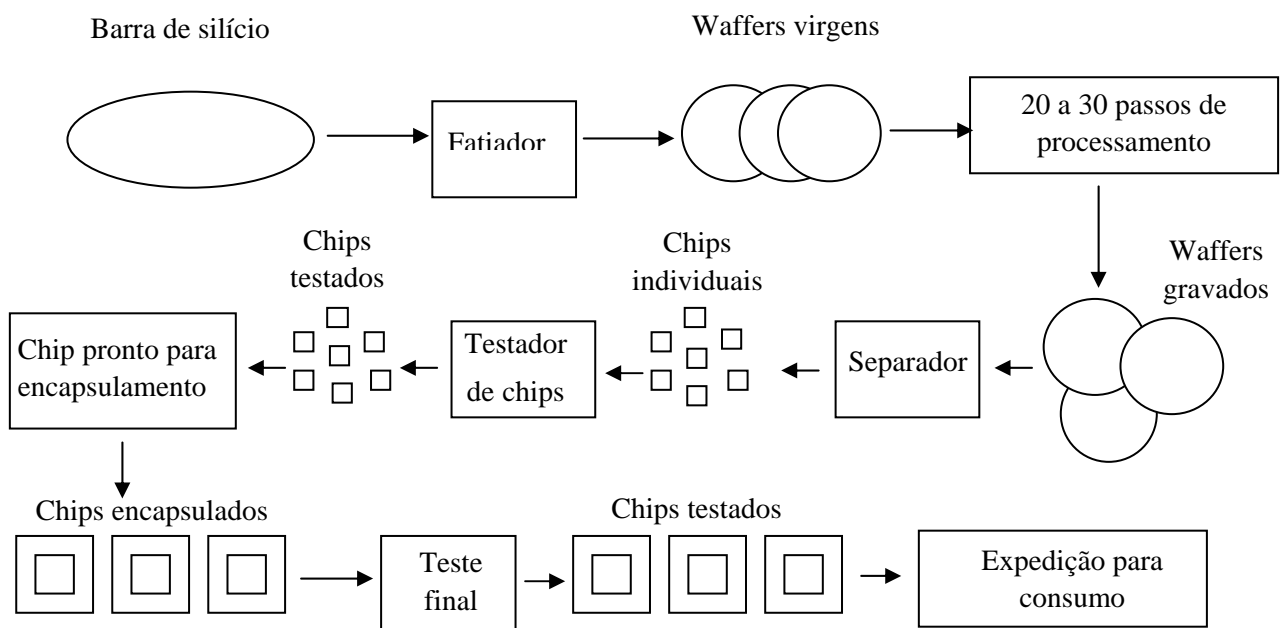 Barra de silício
Waffers virgens
Fatiador
20 a 30 passos de
processamento
Waffers
gravados
Separador
Chips
individuais
Testador
de chips
Chips
testados
Chip pronto para
encapsulamento
Chips encapsulados
Teste
final
Chips testados
Expedição para
consumo